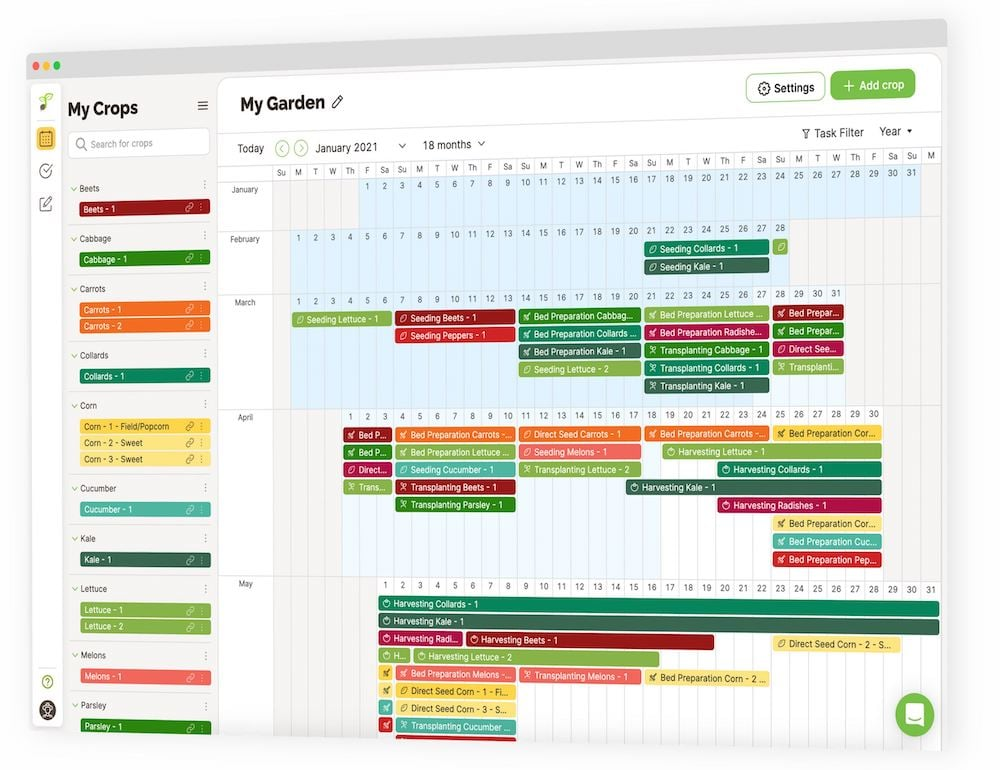 My Crops
Search for crops
Beets
Beets - 1
Cabbage
Cabbage - 1
Carrots
Carrots - 1
Carrots - 2
Collards
Collards - 1
Corn
Corn - 1 - Field/Popcorn
Corn - 2 - Sweet
Corn - 3 - Sweet
Cucumber
Cucumber - 1
Kale
Kale - 1
Lettuce
Lettuce - 1
Lettuce - 2
Melons
Melons - 1
Parsley
Parsley - 1
My Garden
Settings
+ Add crop
Today January 2021 18 months
Task Filter Year
Su M T W Th F Sa Su M T W Th F Sa Su M T W Th F Sa Su M T W Th F Sa Su M T W Th F Sa Su M
January
1 2 3 4 5 6 7 8 9 10 11 12 13 14 15 16 17 18 19 20 21 22 23 24 25 26 27 28 29 30 31
February
1 2 3 4 5 6 7 8 9 10 11 12 13 14 15 16 17 18 19 20 21 22 23 24 25 26 27 28
Seeding Collards - 1
Seeding Kale - 1
March
1 2 3 4 5 6 7 8 9 10 11 12 13 14 15 16 17 18 19 20 21 22 23 24 25 26 27 28 29 30 31
Seeding Lettuce - 1 Seeding Beets - 1 Bed Preparation Cabbag... Bed Preparation Lettuce ... Bed Prepar...
Seeding Peppers - 1 Bed Preparation Collards ... Bed Preparation Radishe... Bed Prepar...
Bed Preparation Kale - 1 Transplanting Cabbage - 1 Direct See...
Seeding Lettuce - 2 Transplanting Collards - 1 Transplanti...
Transplanting Kale - 1
April
1 2 3 4 5 6 7 8 9 10 11 12 13 14 15 16 17 18 19 20 21 22 23 24 25 26 27 28 29 30
Bed P... Bed Preparation Carrots -... Direct Seed Carrots - 1 Bed Preparation Carrots -... Bed Preparation Cor...
Bed P... Bed Preparation Lettuce ... Seeding Melons - 1 Harvesting Lettuce - 1
Direct... Seeding Cucumber - 1 Transplanting Lettuce - 2 Harvesting Collards - 1
Trans... Transplanting Beets - 1 Harvesting Kale - 1
Transplanting Parsley - 1 Harvesting Radishes - 1
Bed Preparation Cor...
Bed Preparation Cuc...
Bed Preparation Pep...
May
1 2 3 4 5 6 7 8 9 10 11 12 13 14 15 16 17 18 19 20 21 22 23 24 25 26 27 28 29 30 31
Harvesting Collards - 1
Harvesting Kale - 1
Harvesting Radi... Harvesting Beets - 1 Direct Seed Corn - 2 - S...
H... Harvesting Lettuce - 2
Bed Preparation Melons -... Transplanting Melons - 1 Bed Preparation Corn - 2 ...
Direct Seed Corn - 1 - Fi...
Direct Seed Corn - 3 - S...
Transplanting Cucumber ...